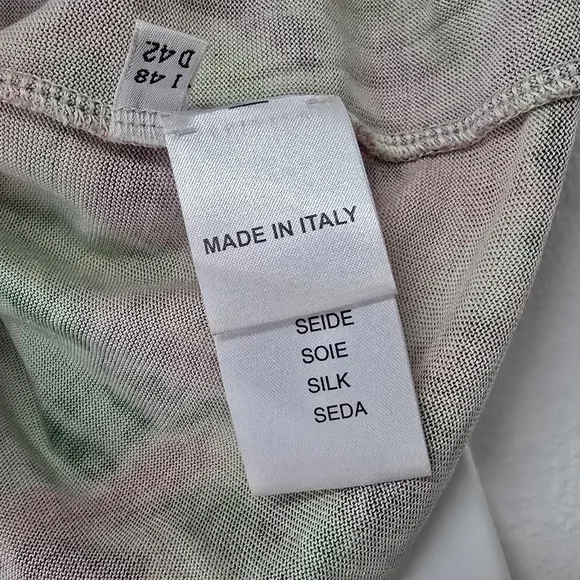 I 48
D 42
MADE IN ITALY
SEIDE
SOIE
SILK
SEDA